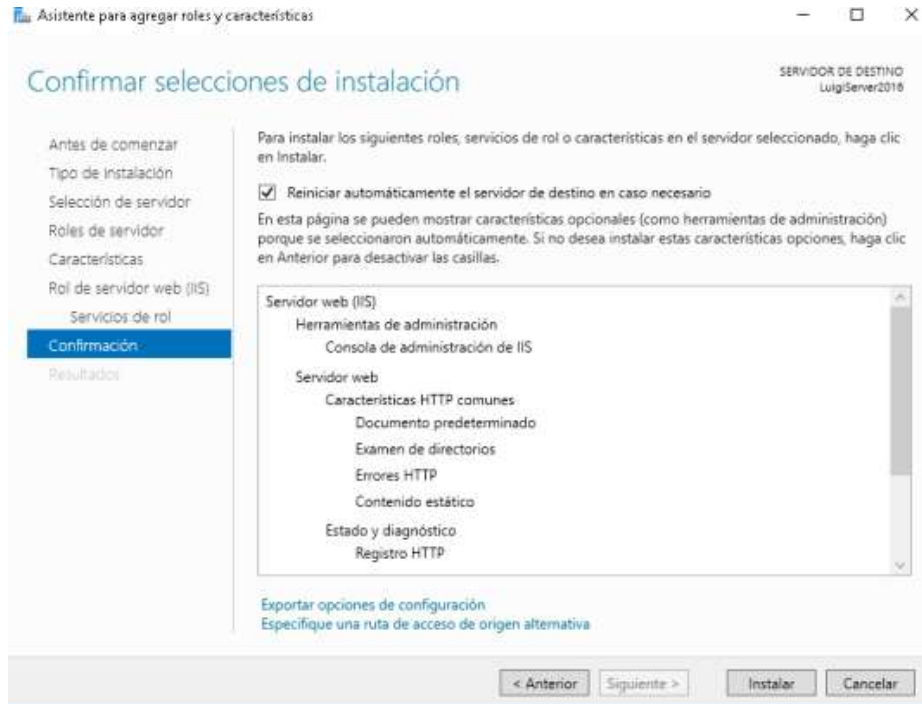 Asistente para agregar roles y características
Confirmar selecciones de instalación
SERVIDOR DE DESTINO
LuigiServer2016
Antes de comenzar
Tipo de instalación
Selección de servidor
Roles de servidor
Características
Rol de servidor web (IIS)
Servicios de rol
Confirmación
Resultados
Para instalar los siguientes roles, servicios de rol o características en el servidor seleccionado, haga clic
en Instalar.
Reiniciar automáticamente el servidor de destino en caso necesario
En esta página se pueden mostrar características opcionales (como herramientas de administración)
porque se seleccionaron automáticamente. Si no desea instalar estas características opciones, haga clic
en Anterior para desactivar las casillas.
Servidor web (IIS)
Herramientas de administración
Consola de administración de IIS
Servidor web
Características HTTP comunes
Documento predeterminado
Examen de directorios
Errores HTTP
Contenido estático
Estado y diagnóstico
Registro HTTP
Exportar opciones de configuración
Especifique una ruta de acceso de origen alternativa
< Anterior
Siguiente >
Instalar
Cancelar